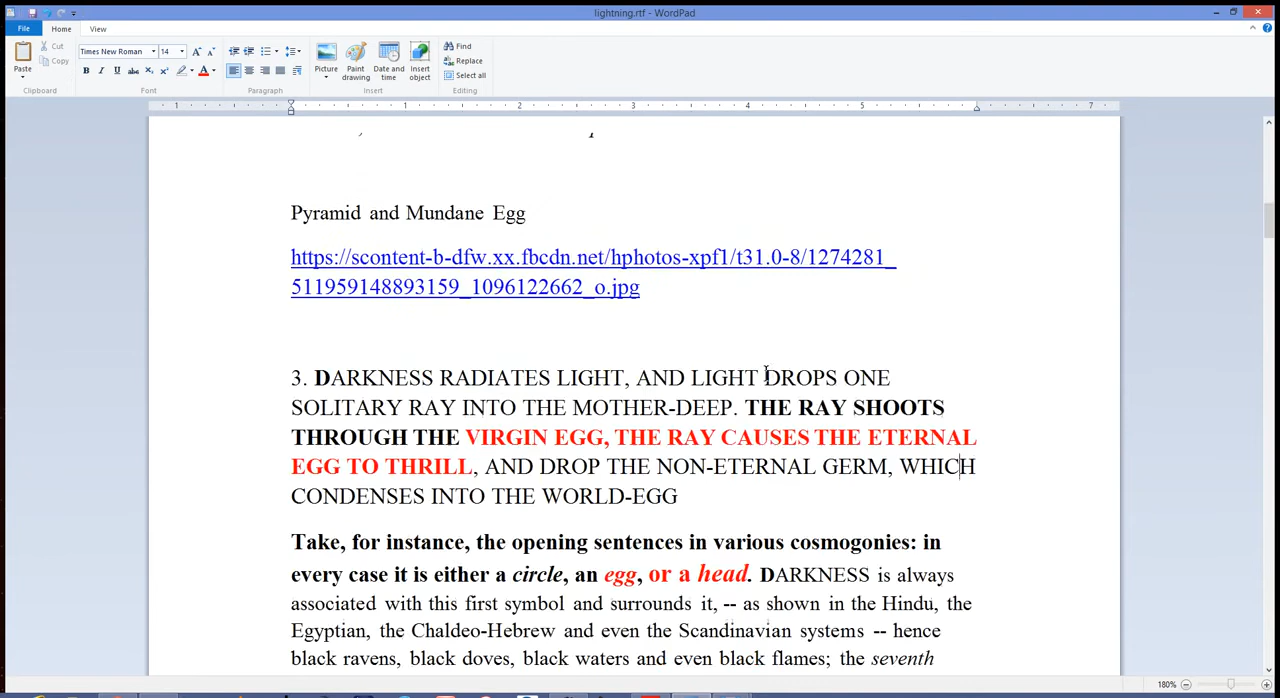 lightning.rtf - WordPad
File Home View
Cut
Copy
Paste
Times New Roman 14
Picture Paint drawing Date and time Insert object
Find
Replace
Select all
Clipboard Font Paragraph Insert Editing
1 1 2 3 4 5 7
Pyramid and Mundane Egg
https://scontent-b-dfw.xx.fbcdn.net/hphotos-xpf1/t31.0-8/1274281_
511959148893159_1096122662_o.jpg
3. DARKNESS RADIATES LIGHT, AND LIGHT DROPS ONE
SOLITARY RAY INTO THE MOTHER-DEEP. THE RAY SHOOTS
THROUGH THE VIRGIN EGG, THE RAY CAUSES THE ETERNAL
EGG TO THRILL, AND DROP THE NON-ETERNAL GERM, WHICH
CONDENSES INTO THE WORLD-EGG
Take, for instance, the opening sentences in various cosmogonies: in
every case it is either a circle, an egg, or a head. DARKNESS is always
associated with this first symbol and surrounds it, -- as shown in the Hindu, the
Egyptian, the Chaldeo-Hebrew and even the Scandinavian systems -- hence
black ravens, black doves, black waters and even black flames; the seventh
180%